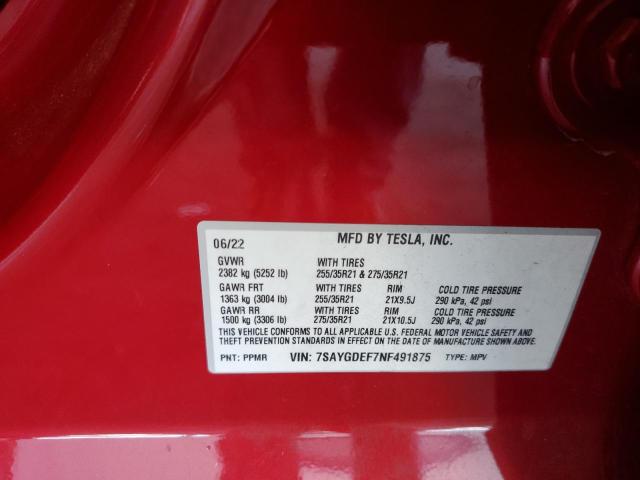 06/22 MFD BY TESLA, INC.
GVWR WITH TIRES
2382 kg (5252 lb) 255/35R21 & 275/35R21
GAWR FRT WITH TIRES RIM COLD TIRE PRESSURE
1363 kg (3004 lb) 255/35R21 21X9.5J 290 kPa, 42 psi
GAWR RR WITH TIRES RIM COLD TIRE PRESSURE
1500 kg (3306 lb) 275/35R21 21X10.5J 290 kPa, 42 psi
THIS VEHICLE CONFORMS TO ALL APPLICABLE U.S. FEDERAL MOTOR VEHICLE SAFETY AND
THEFT PREVENTION STANDARDS IN EFFECT ON THE DATE OF MANUFACTURE SHOWN ABOVE.
PNT: PPMR VIN: 7SAYGDEF7NF491875 TYPE: MPV